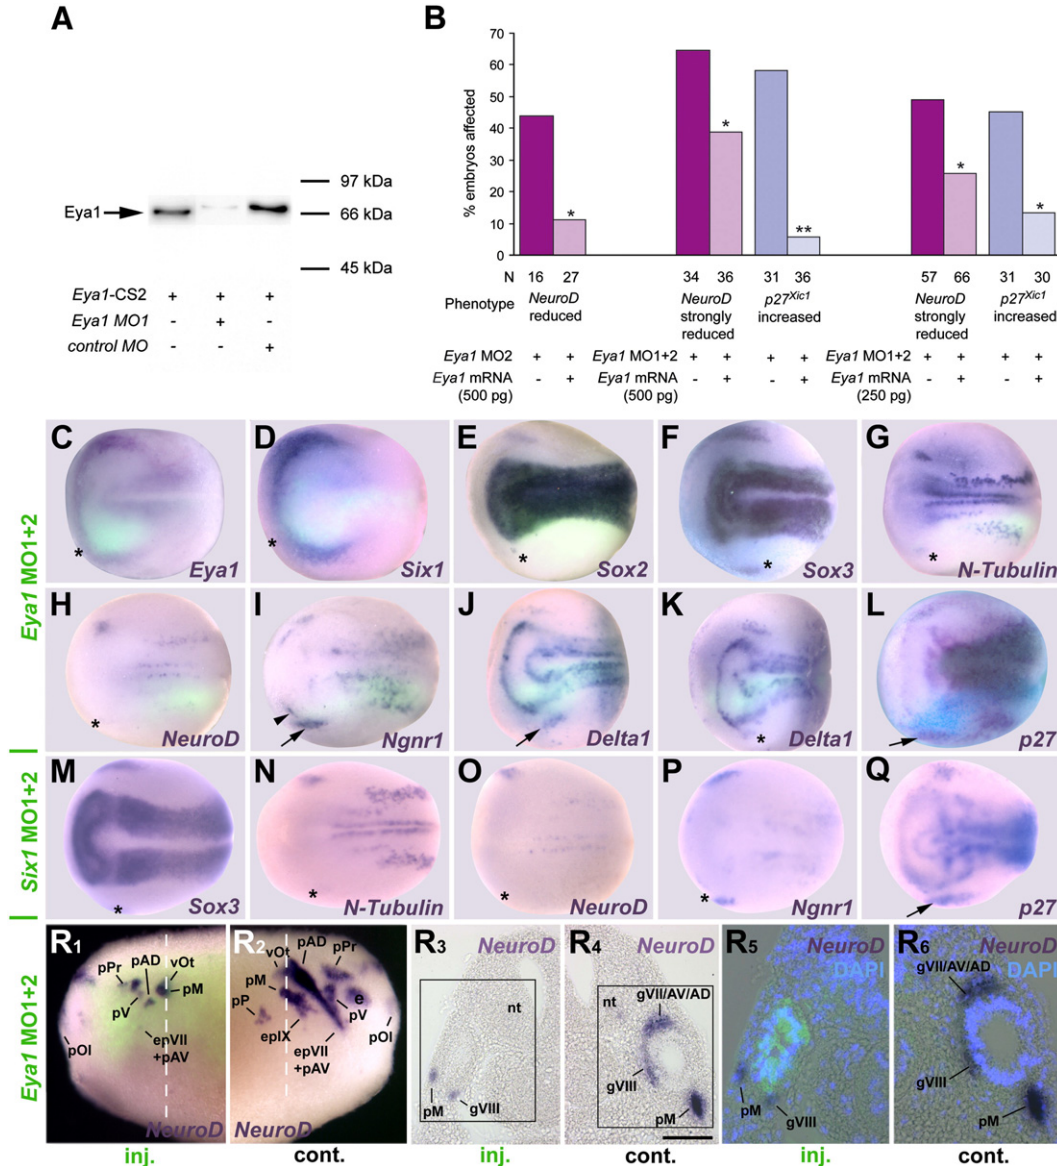 A
Eya1
97 kDa
66 kDa
45 kDa
Eya1-CS2 + + +
Eya1 MO1 - + -
control MO - - +
B
% embryos affected
70
60
50
40
30
20
10
0
* * ** * *
N 16 27 34 36 31 36 57 66 31 30
Phenotype NeuroD reduced NeuroD strongly reduced p27Xic1 increased NeuroD strongly reduced p27Xic1 increased
Eya1 MO2 + + Eya1 MO1+2 + + + + Eya1 MO1+2 + + + +
Eya1 mRNA (500 pg) - + Eya1 mRNA (500 pg) - + - + Eya1 mRNA (250 pg) - + - +
Eya1 MO1+2
C * Eya1
D * Six1
E * Sox2
F * Sox3
G * N-Tubulin
H * NeuroD
I Ngnr1
J Delta1
K * Delta1
L p27
Six1 MO1+2
M * Sox3
N * N-Tubulin
O * NeuroD
P * Ngnr1
Q p27
Eya1 MO1+2
R1
pPr pAD vOt
pM
pV
pOl
epVII +pAV
NeuroD
inj.
R2
pAD
vOt pPr
pM
pP
e
pV
epIX
pOl
epVII +pAV
NeuroD
cont.
R3 NeuroD
nt
pM gVIII
inj.
R4 NeuroD
gVII/AV/AD
nt
gVIII
pM
cont.
R5 NeuroD
DAPI
pM gVIII
inj.
R6 NeuroD
DAPI
gVII/AV/AD
gVIII
pM
cont.